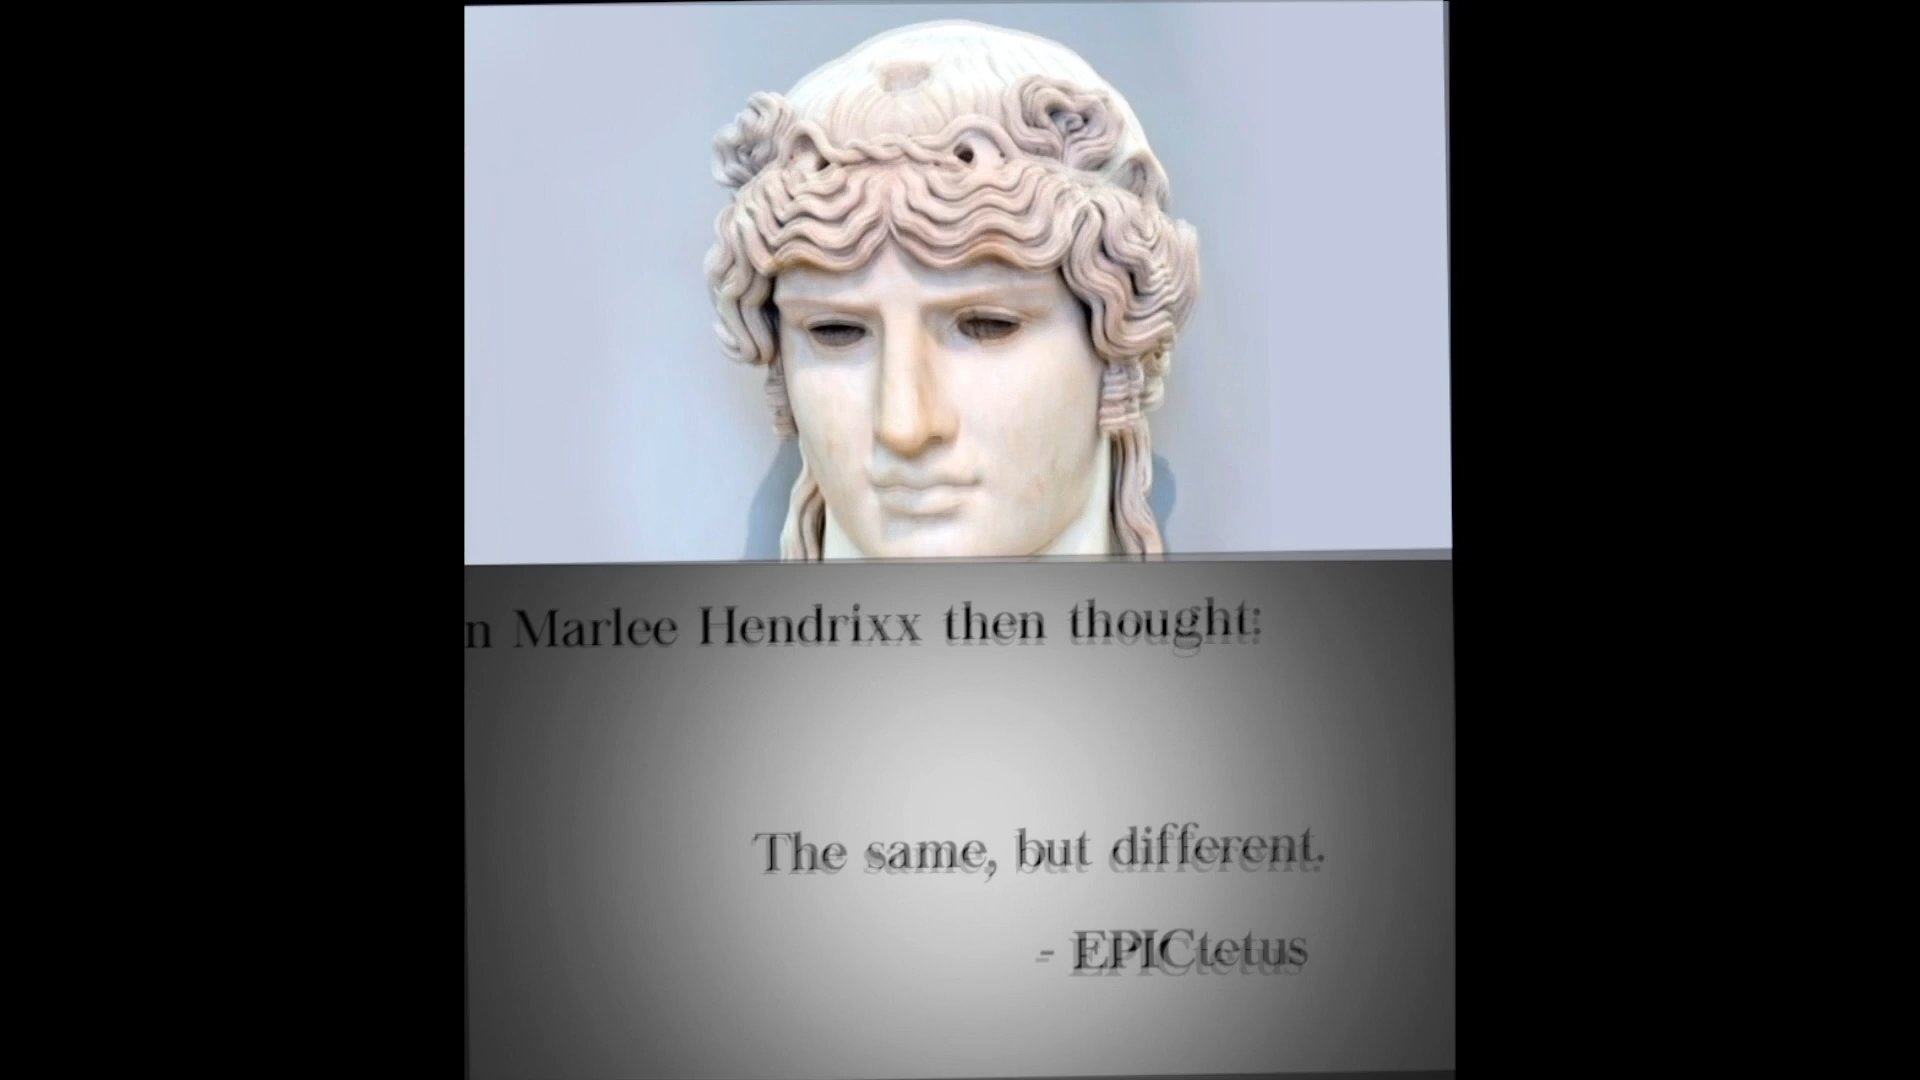 n Marlee Hendrixx then thought:
The same, but different.
- EPICtetus